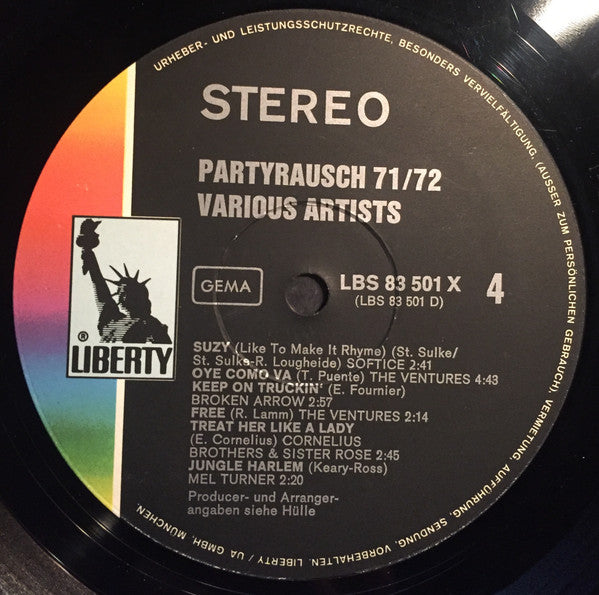 URHEBER- UND LEISTUNGSSCHUTZRECHTE, BESONDERS VERVIELFÄLTIGUNG, (AUSSER ZUM PERSÖNLICHEN GEBRAUCH), VERMIETUNG, AUFFÜHRUNG, SENDUNG, VORBEHALTEN. LIBERTY / UA GMBH, MÜNCHEN.
STEREO
PARTYRAUSCH 71/72
VARIOUS ARTISTS
GEMA
LBS 83 501 X 4
(LBS 83 501 D)
® LIBERTY
SUZY (Like To Make It Rhyme) (St. Sulke/
St. Sulke-R. Lougheide) SOFTICE 2:41
OYE COMO VA (T. Puente) THE VENTURES 4:43
KEEP ON TRUCKIN' (E. Fournier)
BROKEN ARROW 2:57
FREE (R. Lamm) THE VENTURES 2:14
TREAT HER LIKE A LADY
(E. Cornelius) CORNELIUS
BROTHERS & SISTER ROSE 2:45
JUNGLE HARLEM (Keary-Ross)
MEL TURNER 2:20
Producer- und Arranger-
angaben siehe Hülle